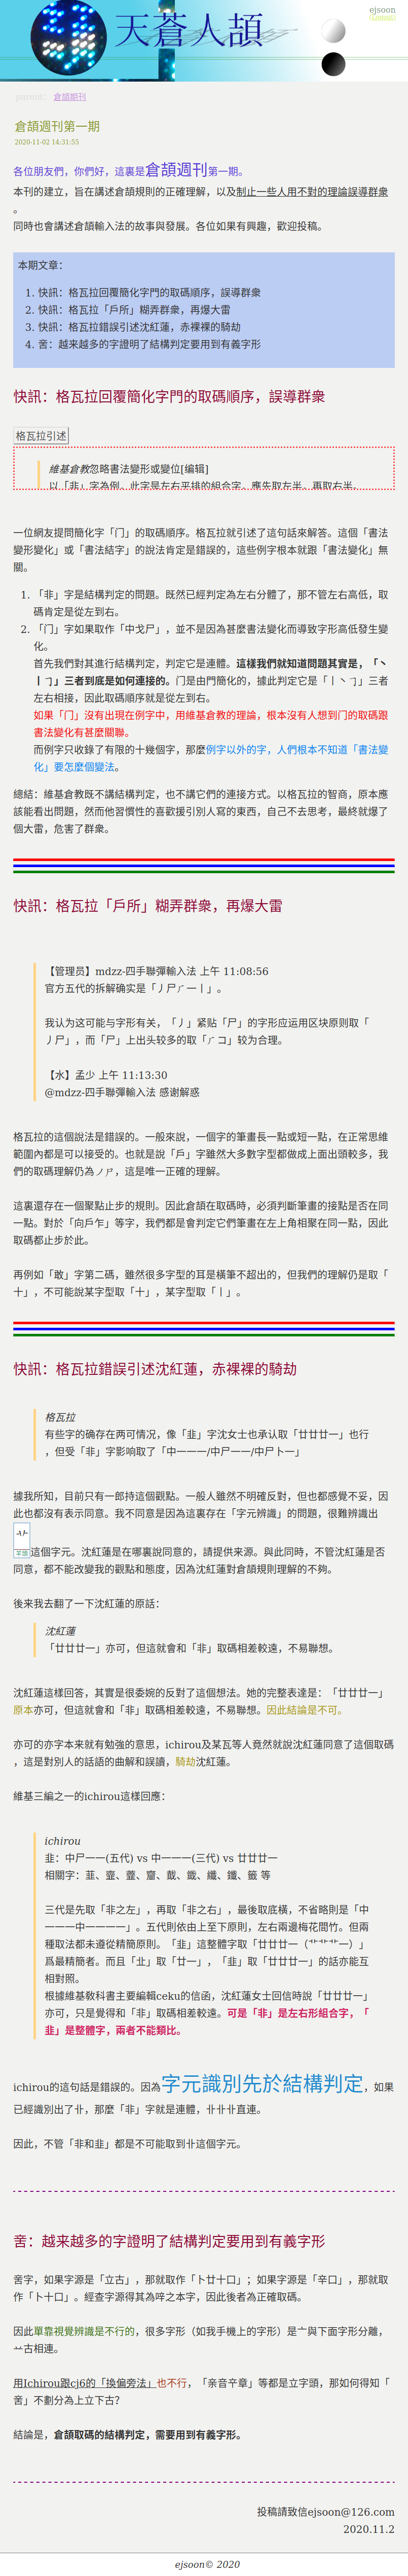 天蒼人頡
ejsoon
parent: 倉頡期刊
倉頡週刊第一期
2020-11-02 14:31:55
各位朋友們，你們好，這裏是倉頡週刊第一期。
本刊的建立，旨在講述倉頡規則的正確理解，以及制止一些人用不對的理論誤導群衆
。
同時也會講述倉頡輸入法的故事與發展。各位如果有興趣，歡迎投稿。
本期文章：
1. 快訊：格瓦拉回覆簡化字門的取碼順序，誤導群衆
2. 快訊：格瓦拉「戶所」糊弄群衆，再爆大雷
3. 快訊：格瓦拉錯誤引述沈紅蓮，赤裸裸的騎劫
4. 啻：越来越多的字證明了結構判定要用到有義字形
快訊：格瓦拉回覆簡化字門的取碼順序，誤導群衆
格瓦拉引述
維基倉教忽略書法變形或變位[编辑]
以「非」字為例，此字是左右平排的組合字，應先取左半，再取右半。
一位網友提問簡化字「门」的取碼順序。格瓦拉就引述了這句話來解答。這個「書法
變形變化」或「書法結字」的說法肯定是錯誤的，這些例字根本就跟「書法變化」無
關。
1. 「非」字是結構判定的問題。既然已經判定為左右分體了，那不管左右高低，取
碼肯定是從左到右。
2. 「门」字如果取作「中戈尸」，並不是因為甚麼書法變化而導致字形高低發生變
化。
首先我們對其進行結構判定，判定它是連體。這樣我們就知道問題其實是，「丶
丨㇆」三者到底是如何連接的。门是由門簡化的，據此判定它是「丨丶㇆」三者
左右相接，因此取碼順序就是從左到右。
如果「门」沒有出現在例字中，用維基倉教的理論，根本沒有人想到门的取碼跟
書法變化有甚麼關聯。
而例字只收錄了有限的十幾個字，那麼例字以外的字，人們根本不知道「書法變
化」要怎麼個變法。
總結：維基倉教既不講結構判定，也不講它們的連接方式。以格瓦拉的智商，原本應
該能看出問題，然而他習慣性的喜歡援引別人寫的東西，自己不去思考，最終就爆了
個大雷，危害了群衆。
快訊：格瓦拉「戶所」糊弄群衆，再爆大雷
【管理员】mdzz-四手聯彈輸入法 上午 11:08:56
官方五代的拆解确实是「丿尸⺁一丨」。
我认为这可能与字形有关，「丿」紧贴「尸」的字形应运用区块原则取「
丿尸」，而「尸」上出头较多的取「⺁コ」较为合理。
【水】孟少 上午 11:13:30
@mdzz-四手聯彈輸入法 感谢解惑
格瓦拉的這個說法是錯誤的。一般來說，一個字的筆畫長一點或短一點，在正常思維
範圍內都是可以接受的。也就是說「戶」字雖然大多數字型都做成上面出頭較多，我
們的取碼理解仍為ノ尸，這是唯一正確的理解。
這裏還存在一個聚點止步的規則。因此倉頡在取碼時，必須判斷筆畫的接點是否在同
一點。對於「向戶乍」等字，我們都是會判定它們筆畫在左上角相聚在同一點，因此
取碼都止步於此。
再例如「敢」字第二碼，雖然很多字型的耳是橫筆不超出的，但我們的理解仍是取「
十」，不可能說某字型取「十」，某字型取「丨」。
快訊：格瓦拉錯誤引述沈紅蓮，赤裸裸的騎劫
格瓦拉
有些字的确存在两可情况，像「韭」字沈女士也承认取「廿廿廿一」也行
，但受「非」字影响取了「中一一一/中尸一一/中尸卜一」
據我所知，目前只有一郎持這個觀點。一般人雖然不明確反對，但也都感覺不妥，因
此也都沒有表示同意。我不同意是因為這裏存在「字元辨識」的問題，很難辨識出
這個字元。沈紅蓮是在哪裏說同意的，請提供来源。與此同時，不管沈紅蓮是否
同意，都不能改變我的觀點和態度，因為沈紅蓮對倉頡規則理解的不夠。
後來我去翻了一下沈紅蓮的原話：
沈紅蓮
「廿廿廿一」亦可，但這就會和「非」取碼相差較遠，不易聯想。
沈紅蓮這樣回答，其實是很委婉的反對了這個想法。她的完整表達是：「廿廿廿一」
原本亦可，但這就會和「非」取碼相差較遠，不易聯想。因此結論是不可。
亦可的亦字本来就有勉強的意思，ichirou及某瓦等人竟然就說沈紅蓮同意了這個取碼
，這是對別人的話語的曲解和誤讀，騎劫沈紅蓮。
維基三編之一的ichirou這樣回應：
ichirou
韭：中尸一一(五代) vs 中一一一(三代) vs 廿廿廿一
三代是先取「非之左」，再取「非之右」，最後取底橫，不省略則是「中
一一一中一一一一」。五代則依由上至下原則，左右兩邊梅花間竹。但兩
種取法都未遵從精簡原則。「韭」這整體字取「廿廿廿一（艹艹艹一）」
爲最精簡者。而且「业」取「廿一」，「韭」取「廿廿廿一」的話亦能互
相對照。
根據維基敎科書主要編輯ceku的信函，沈紅蓮女士回信時說「廿廿廿一」
亦可，只是覺得和「非」取碼相差較遠。可是「非」是左右形組合字，「
韭」是整體字，兩者不能類比。
ichirou的這句話是錯誤的。因為字元識別先於結構判定，如果
已經識別出了卝，那麼「非」字就是連體，卝卝卝直連。
因此，不管「非和韭」都是不可能取到卝這個字元。
啻：越来越多的字證明了結構判定要用到有義字形
啻字，如果字源是「立古」，那就取作「卜廿十口」；如果字源是「辛口」，那就取
作「卜十口」。經查字源得其為啐之本字，因此後者為正確取碼。
因此單靠視覺辨識是不行的，很多字形（如我手機上的字形）是亠與下面字形分離，
䒑古相連。
用Ichirou跟cj6的「換偏旁法」也不行，「亲音辛章」等都是立字頭，那如何得知「
啻」不劃分為上立下古？
結論是，倉頡取碼的結構判定，需要用到有義字形。
投稿請致信ejsoon@126.com
2020.11.2
ejsoon© 2020